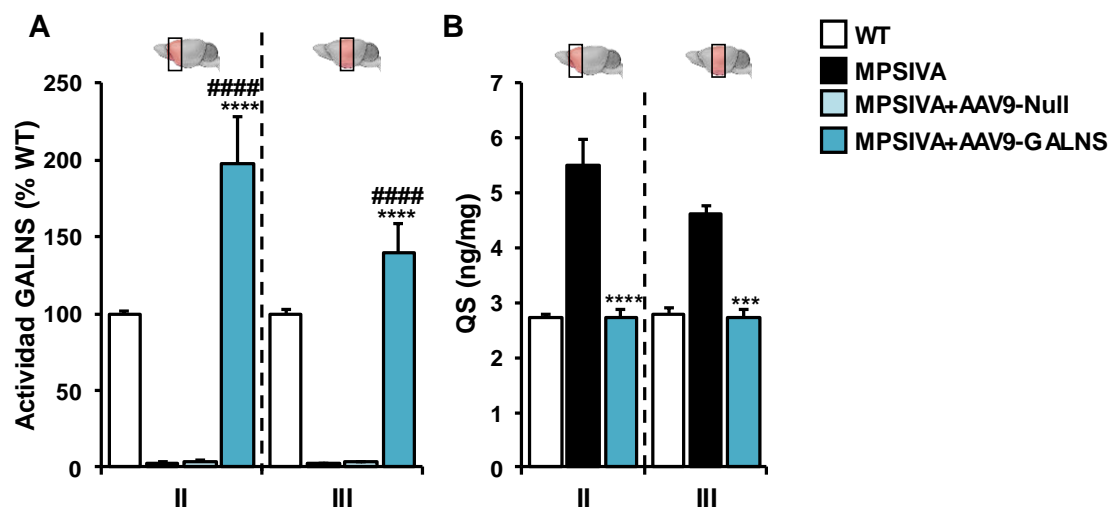 A
B
WT
MPSIVA
MPSIVA+AAV9-Null
MPSIVA+AAV9-GALNS
Actividad GALNS (% WT)
250
200
150
100
50
0
####
****
####
****
II
III
QS (ng/mg)
7
6
5
4
3
2
1
0
****
***
II
III